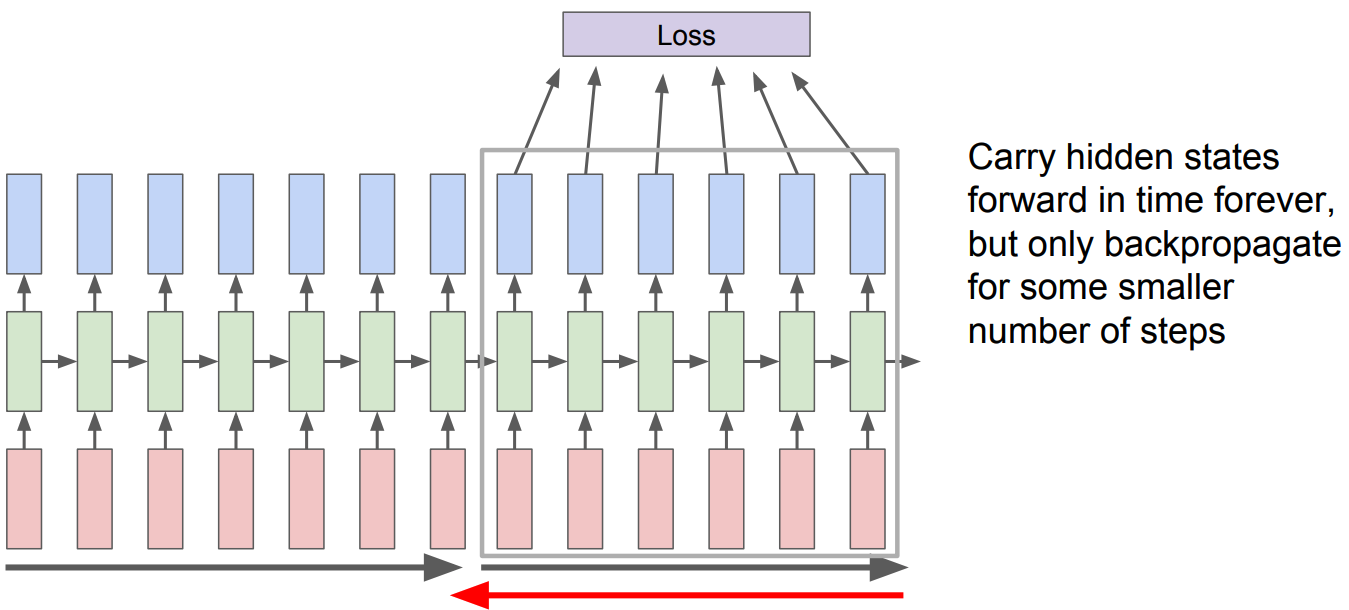 Loss
Carry hidden states
forward in time forever,
but only backpropagate
for some smaller
number of steps